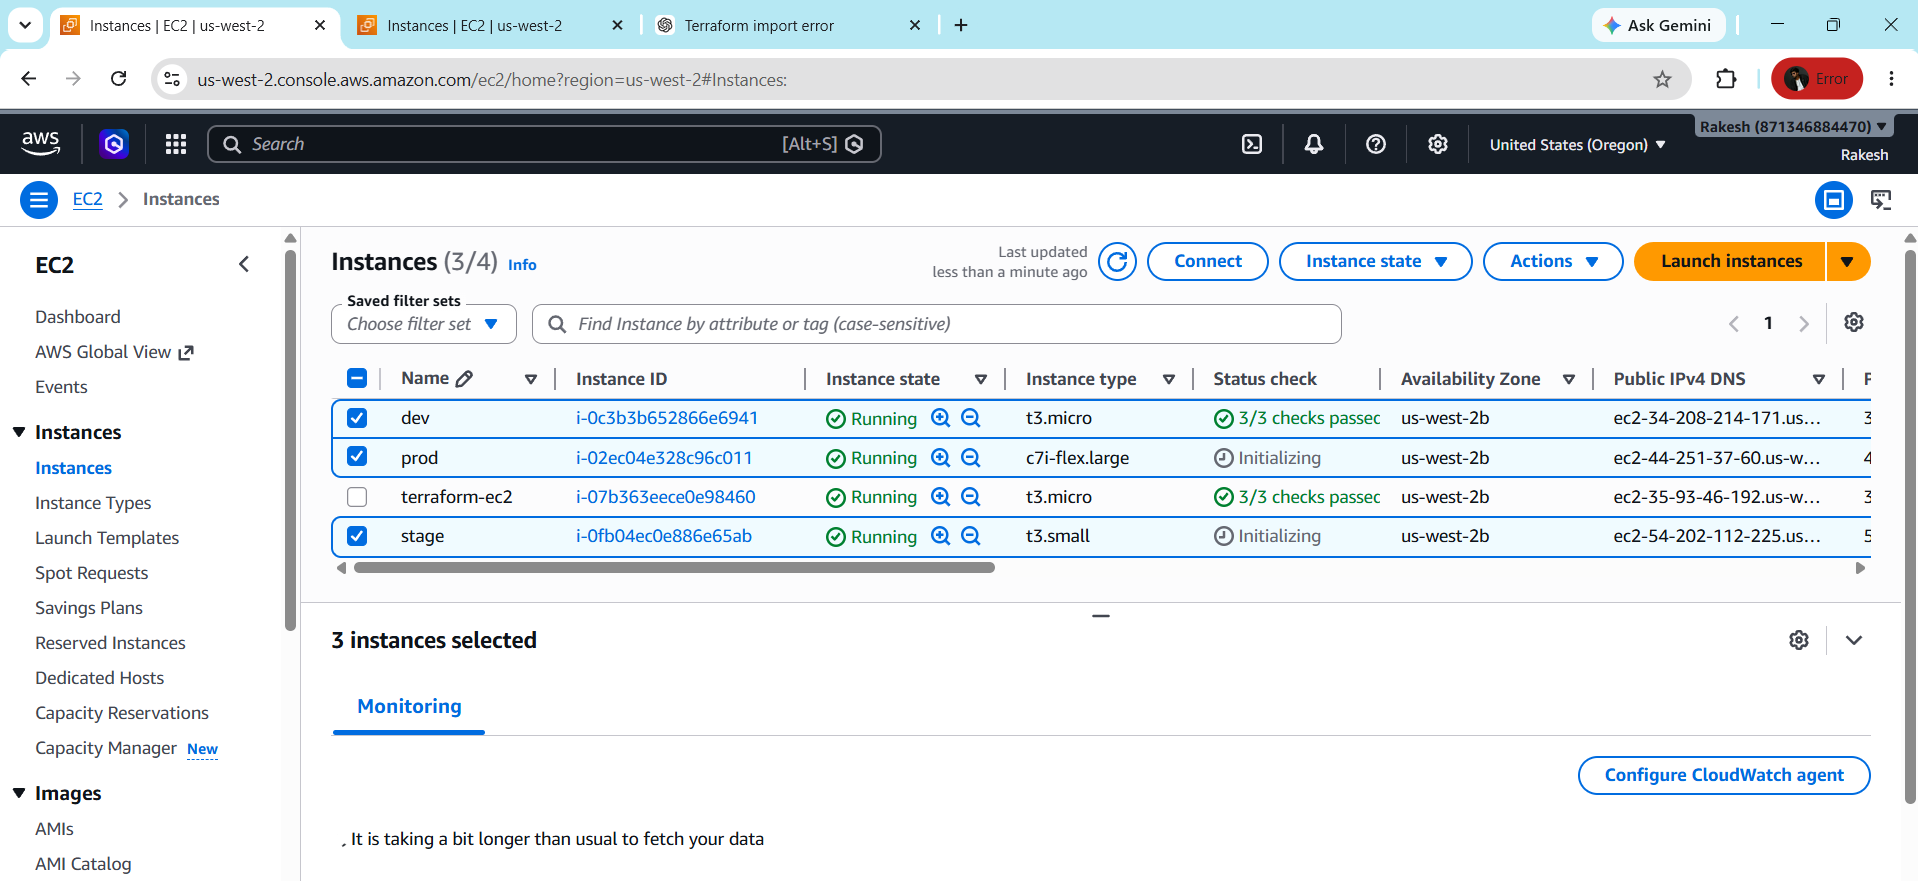 Instances | EC2 | us-west-2
Instances | EC2 | us-west-2
Terraform import error
Ask Gemini
us-west-2.console.aws.amazon.com/ec2/home?region=us-west-2#Instances:
Error
aws
Search
[Alt+S]
United States (Oregon)
Rakesh (871346884470)
Rakesh
EC2
Instances
EC2
Dashboard
AWS Global View
Events
Instances
Instances
Instance Types
Launch Templates
Spot Requests
Savings Plans
Reserved Instances
Dedicated Hosts
Capacity Reservations
Capacity Manager New
Images
AMIs
AMI Catalog
Instances (3/4) Info
Last updated
less than a minute ago
Connect
Instance state
Actions
Launch instances
Saved filter sets
Choose filter set
Find Instance by attribute or tag (case-sensitive)
1
Name Instance ID Instance state Instance type Status check Availability Zone Public IPv4 DNS P
dev i-0c3b3b652866e6941 Running t3.micro 3/3 checks passed us-west-2b ec2-34-208-214-171.us... 3
prod i-02ec04e328c96c011 Running c7i-flex.large Initializing us-west-2b ec2-44-251-37-60.us-w... 4
terraform-ec2 i-07b363eece0e98460 Running t3.micro 3/3 checks passed us-west-2b ec2-35-93-46-192.us-w... 3
stage i-0fb04ec0e886e65ab Running t3.small Initializing us-west-2b ec2-54-202-112-225.us... 5
3 instances selected
Monitoring
Configure CloudWatch agent
It is taking a bit longer than usual to fetch your data